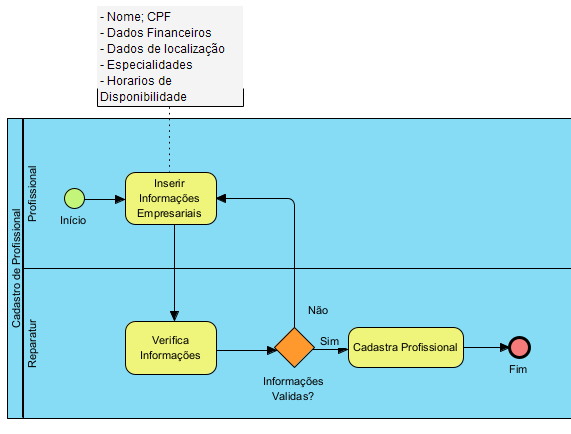 - Nome; CPF
- Dados Financeiros
- Dados de localização
- Especialidades
- Horarios de
Disponibilidade
Cadastro de Profissional
Profissional
Início
Inserir
Informações
Empresariais
Reparatur
Verifica
Informações
Não
Sim
Informações
Validas?
Cadastra Profissional
Fim